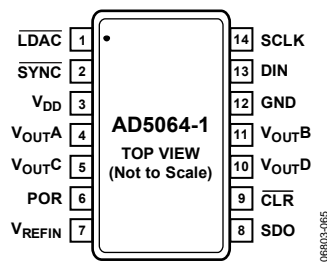 LDAC 1
SYNC 2
VDD 3
VOUTA 4
VOUTC 5
POR 6
VREFIN 7
AD5064-1
TOP VIEW
(Not to Scale)
14 SCLK
13 DIN
12 GND
11 VOUTB
10 VOUTD
9 CLR
8 SDO
06803-065